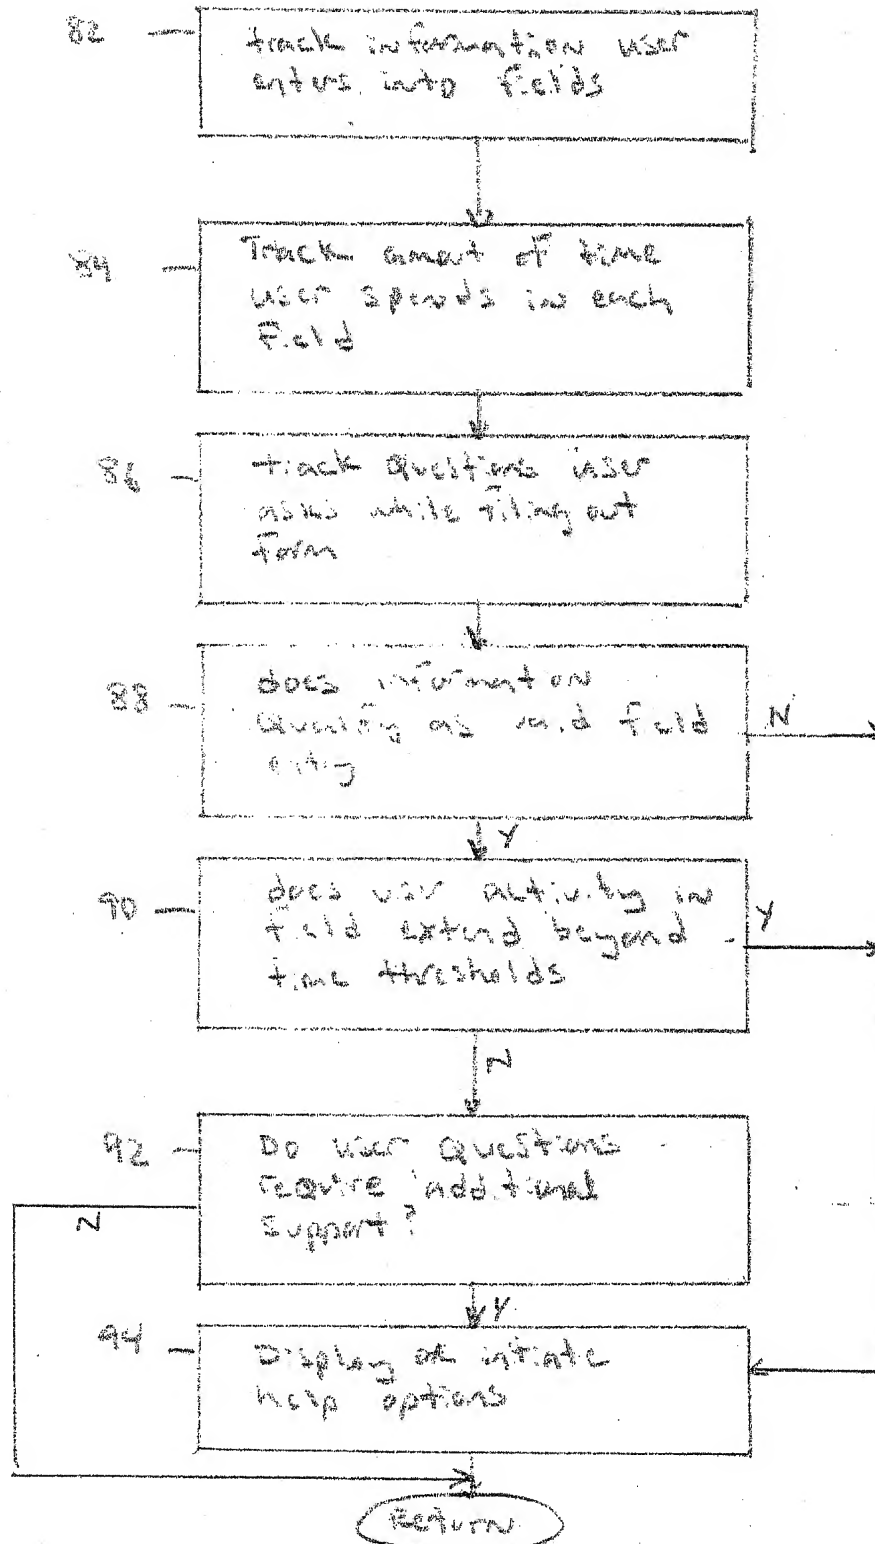 82
track information user
enters into fields
84
Track amount of time
user spends in each
field
86
track Questions user
asks while filing out
form
88
does information
Qualify as valid field
entry
N
Y
90
does user activity in
field extend beyond
time thresholds
Y
N
92
Do user Questions
require additional
support?
N
Y
94
Display or intiate
help options
Return